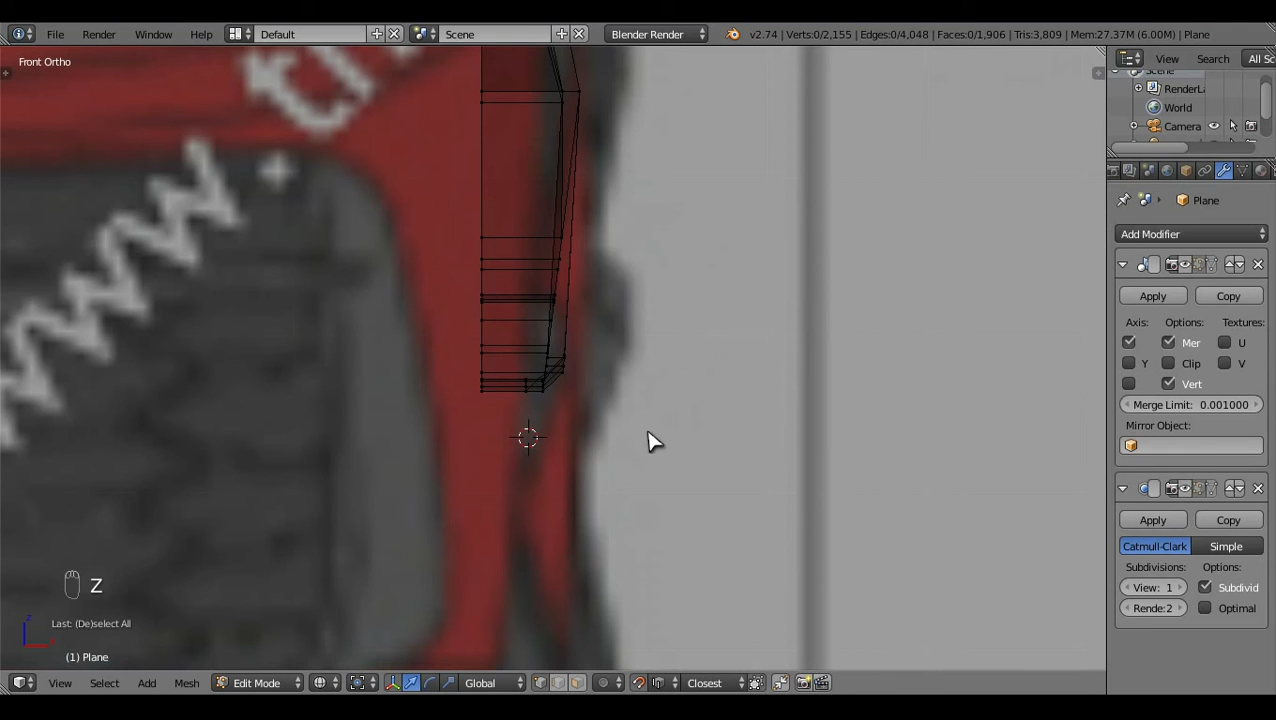 File Render Window Help Default Scene Blender Render v2.74 | Verts:0/2,155 | Edges:0/4,048 | Faces:0/1,906 | Tris:3,809 | Mem:27.37M (6.00M) | Plane
Front Ortho
View Search All Sc
Scene
RenderLa
World
Camera
Plane
Add Modifier
Apply Copy
Axis: Options: Textures:
Mer U
Y Clip V
Vert
Merge Limit: 0.001000
Mirror Object:
Apply Copy
Catmull-Clark Simple
Subdivisions: Options:
View: 1 Subdivid
Rende:2 Optimal
Z
Last: (De)select All
(1) Plane
View Select Add Mesh Edit Mode Global Closest